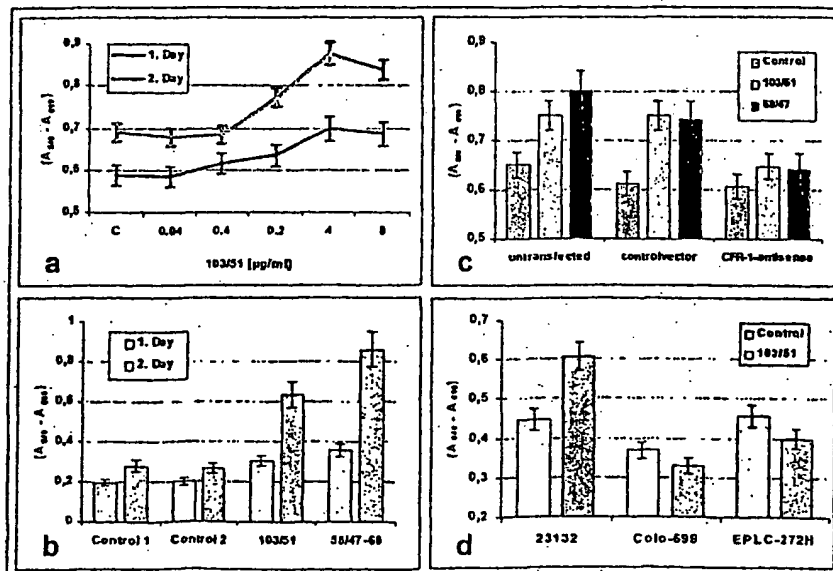 0,9
0,8
0,7
0,6
0,5
1. Day
2. Day
C 0.04 0.4 0.2 4 8
103/51 [µg/ml]
a
0,9
0,8
0,7
0,6
0,5
Control
103/51
58/47
untransfected controlvector CFR-1-antisense
c
1
0,8
0,6
0,4
0,2
0
1. Day
2. Day
Control 1 Control 2 103/51 58/47-69
b
0,7
0,6
0,5
0,4
0,3
0,2
Control
103/51
23132 Colo-699 EPLC-272H
d